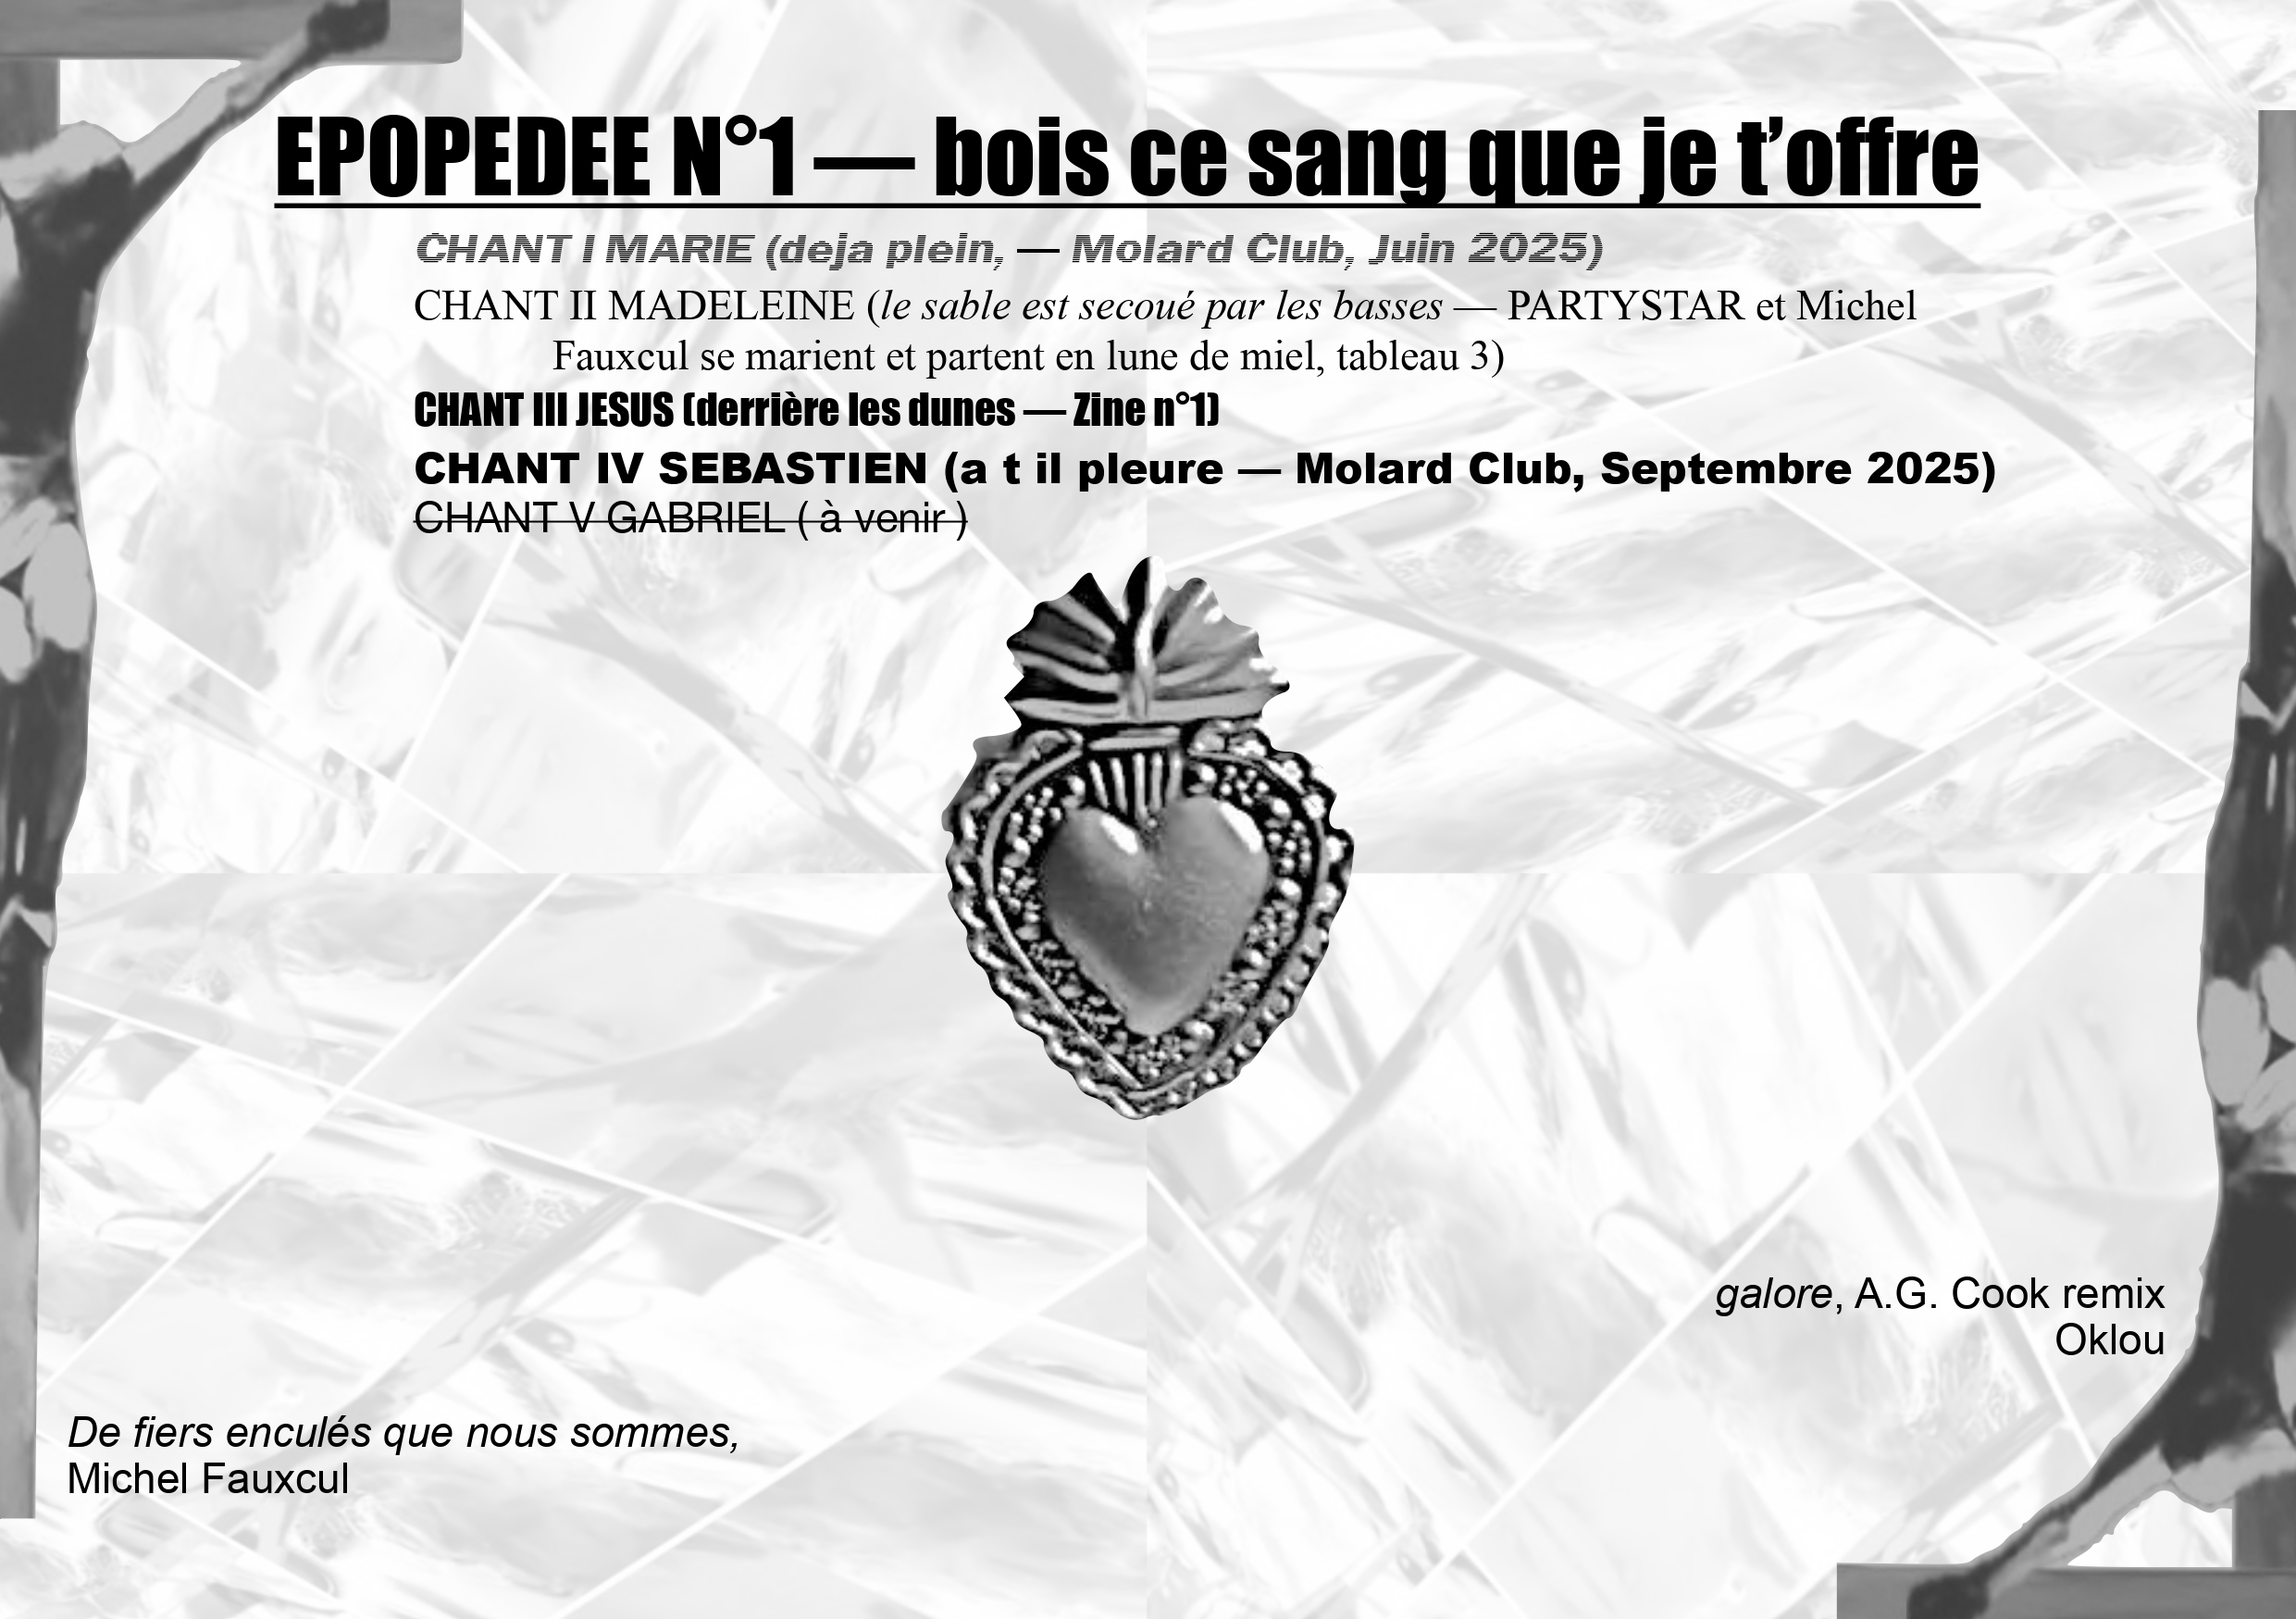 EPOPEDEE N°1 — bois ce sang que je t’offre
CHANT I MARIE (deja plein, — Molard Club, Juin 2025)
CHANT II MADELEINE (le sable est secoué par les basses — PARTYSTAR et Michel
Fauxcul se marient et partent en lune de miel, tableau 3)
CHANT III JESUS (derrière les dunes — Zine n°1)
CHANT IV SEBASTIEN (a t il pleure — Molard Club, Septembre 2025)
CHANT V GABRIEL ( à venir )
galore, A.G. Cook remix
Oklou
De fiers enculés que nous sommes,
Michel Fauxcul